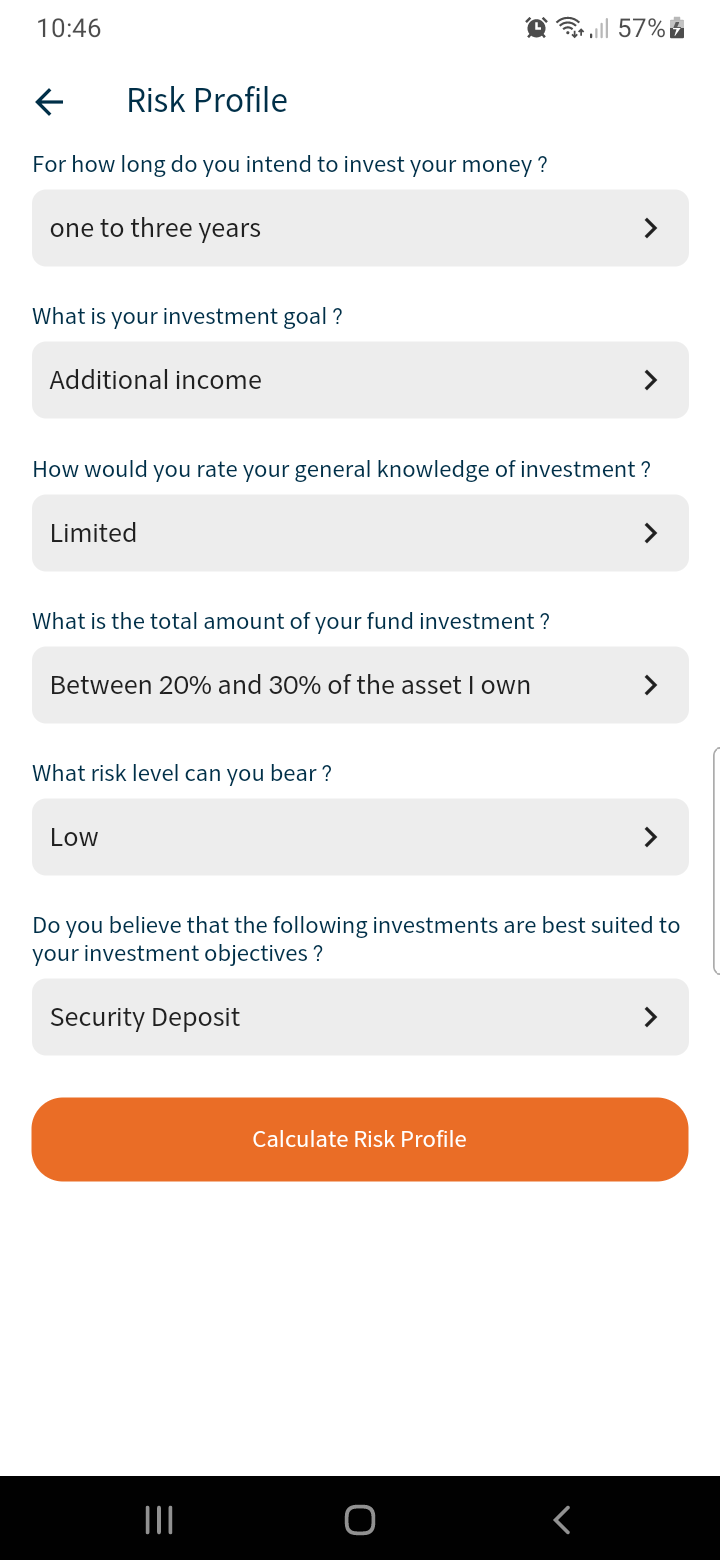 10:46
57%
Risk Profile
For how long do you intend to invest your money ?
one to three years
What is your investment goal ?
Additional income
How would you rate your general knowledge of investment ?
Limited
What is the total amount of your fund investment ?
Between 20% and 30% of the asset I own
What risk level can you bear ?
Low
Do you believe that the following investments are best suited to
your investment objectives ?
Security Deposit
Calculate Risk Profile